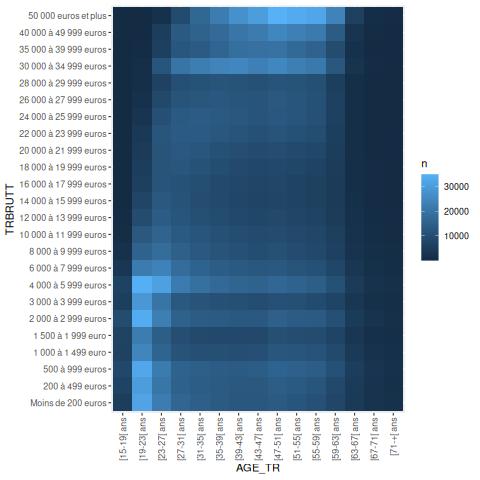 TRBRUTT
50 000 euros et plus
40 000 à 49 999 euros
35 000 à 39 999 euros
30 000 à 34 999 euros
28 000 à 29 999 euros
26 000 à 27 999 euros
24 000 à 25 999 euros
22 000 à 23 999 euros
20 000 à 21 999 euros
18 000 à 19 999 euros
16 000 à 17 999 euros
14 000 à 15 999 euros
12 000 à 13 999 euros
10 000 à 11 999 euros
8 000 à 9 999 euros
6 000 à 7 999 euros
4 000 à 5 999 euros
3 000 à 3 999 euros
2 000 à 2 999 euros
1 500 à 1 999 euros
1 000 à 1 499 euros
500 à 999 euros
200 à 499 euros
Moins de 200 euros
[15-19[ ans
[19-23[ ans
[23-27[ ans
[27-31[ ans
[31-35[ ans
[35-39[ ans
[39-43[ ans
[43-47[ ans
[47-51[ ans
[51-55[ ans
[55-59[ ans
[59-63[ ans
[63-67[ ans
[67-71[ ans
[71-+[ ans
AGE_TR
n
30000
20000
10000